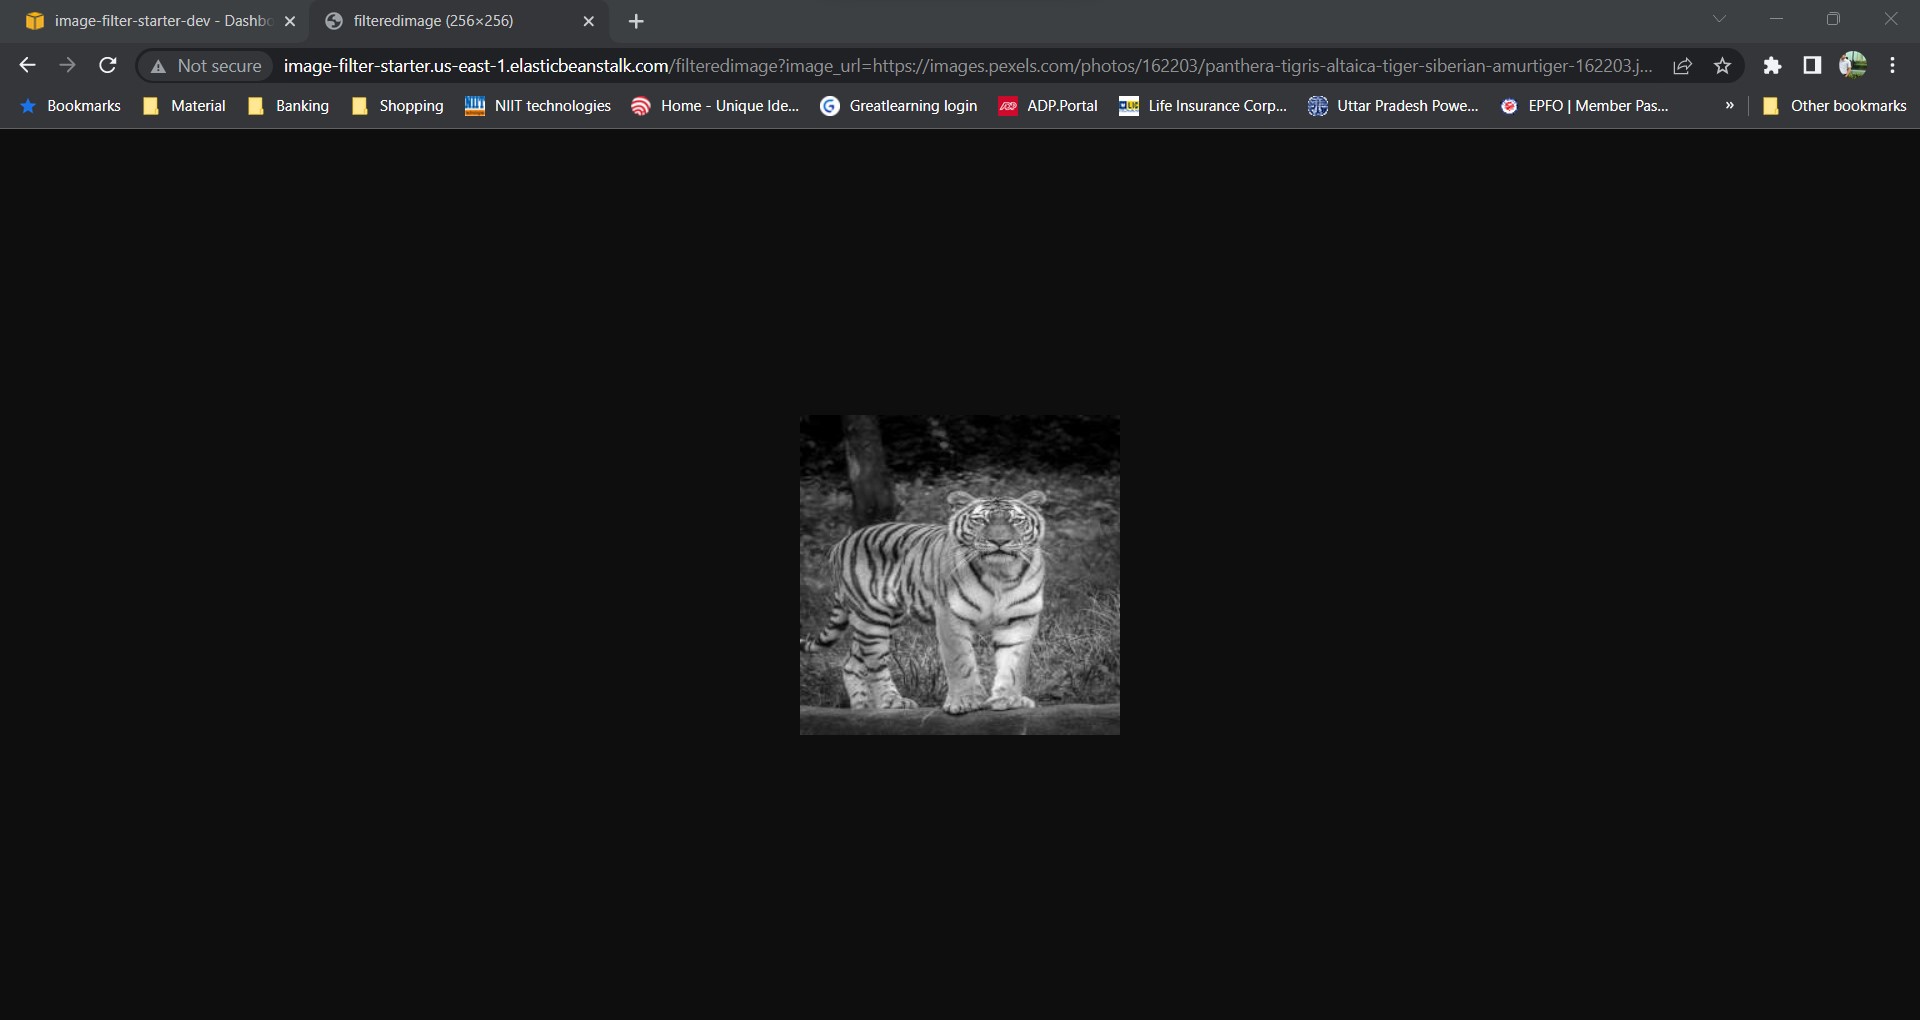 image-filter-starter-dev - Dashbo
filteredimage (256×256)
Not secure
image-filter-starter.us-east-1.elasticbeanstalk.com/filteredimage?image_url=https://images.pexels.com/photos/162203/panthera-tigris-altaica-tiger-siberian-amurtiger-162203.j...
Bookmarks Material Banking Shopping NIIT technologies Home - Unique Ide... Greatlearning login ADP.Portal Life Insurance Corp... Uttar Pradesh Powe... EPFO | Member Pas... » Other bookmarks